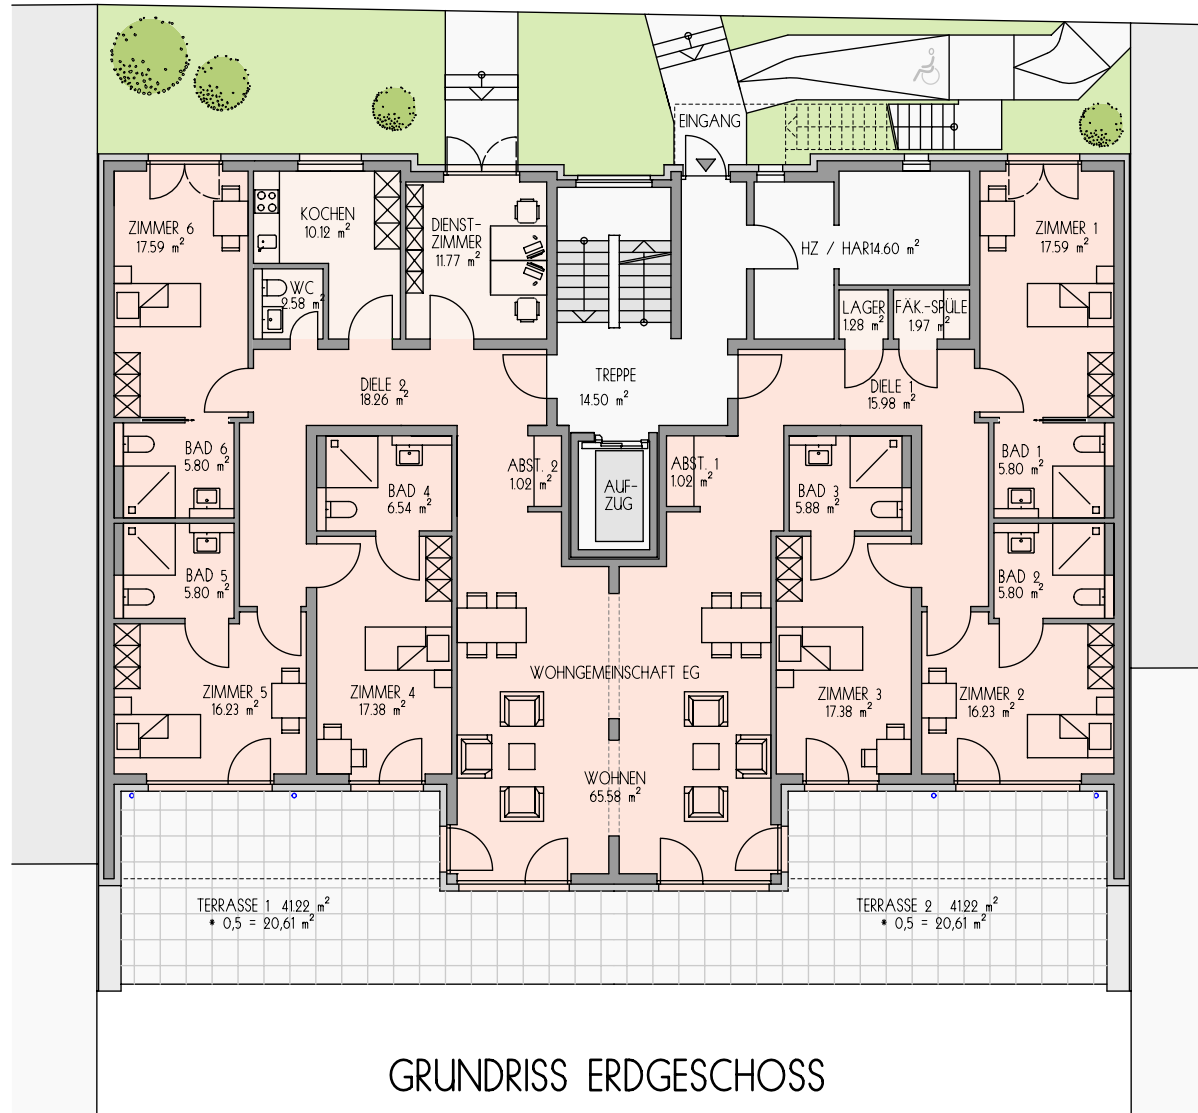 EINGANG
ZIMMER 6
17.59 m²
KOCHEN
10.12 m²
DIENST-
ZIMMER
11.77 m²
HZ / HAR14.60 m²
ZIMMER 1
17.59 m²
WC
2.58 m²
LAGER
1.28 m²
FÄK.-SPÜLE
1.97 m²
DIELE 2
18.26 m²
TREPPE
14.50 m²
DIELE 1
15.98 m²
BAD 6
5.80 m²
BAD 4
6.54 m²
ABST. 2
1.02 m²
AUF-
ZUG
ABST. 1
1.02 m²
BAD 3
5.88 m²
BAD 1
5.80 m²
BAD 5
5.80 m²
BAD 2
5.80 m²
WOHNGEMEINSCHAFT EG
ZIMMER 5
16.23 m²
ZIMMER 4
17.38 m²
ZIMMER 3
17.38 m²
ZIMMER 2
16.23 m²
WOHNEN
65.58 m²
TERRASSE 1 41.22 m²
* 0,5 = 20,61 m²
TERRASSE 2 41.22 m²
* 0,5 = 20,61 m²
GRUNDRISS ERDGESCHOSS